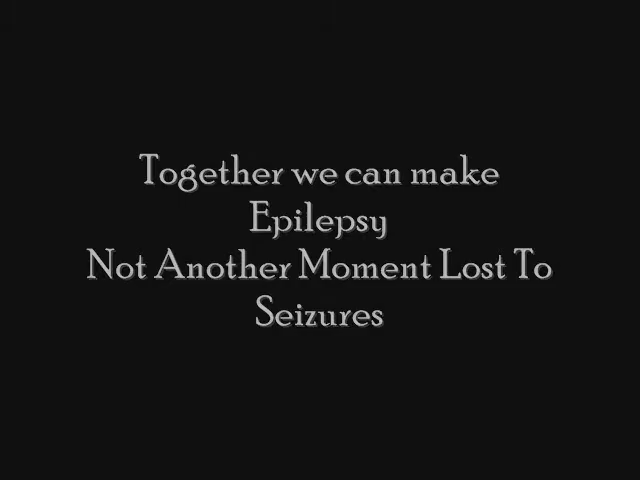 Together we can make
Epilepsy
Not Another Moment Lost To
Seizures